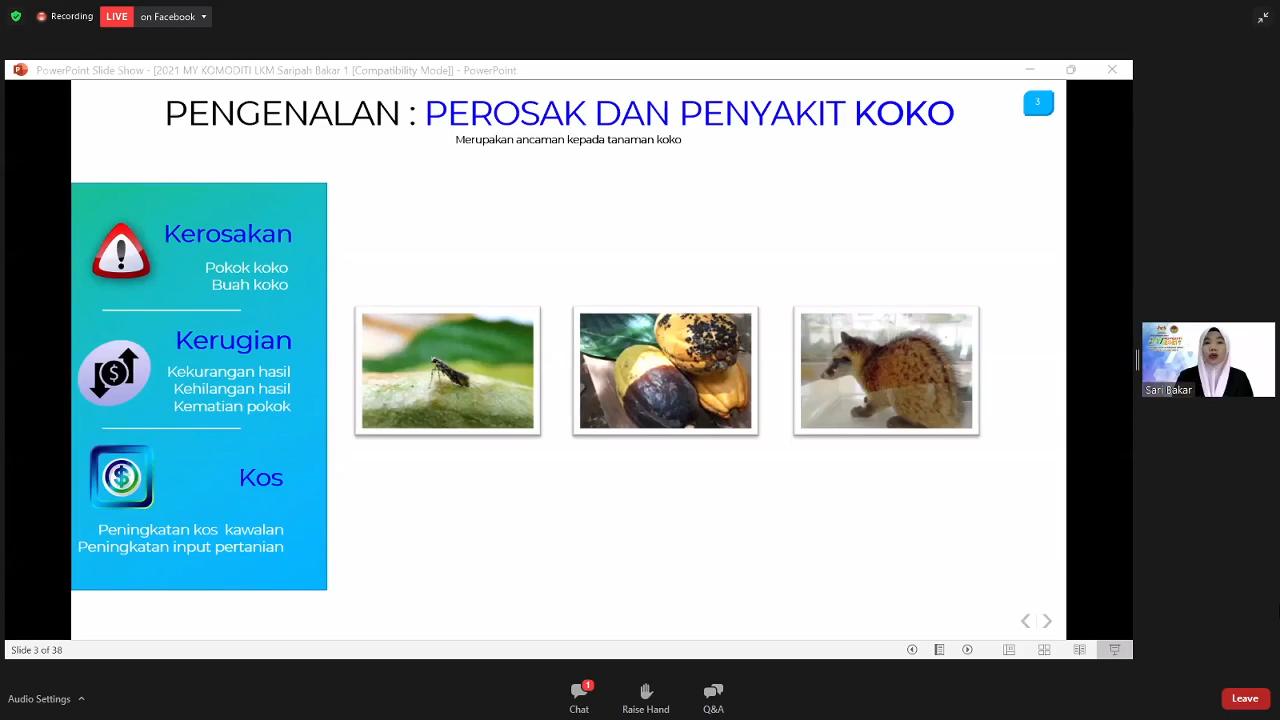 Recording
LIVE
on Facebook
PowerPoint Slide Show - [2021 MY KOMODITI LKM Saripah Bakar 1 [Compatibility Mode]] - PowerPoint
PENGENALAN : PEROSAK DAN PENYAKIT KOKO
3
Merupakan ancaman kepada tanaman koko
Kerosakan
Pokok koko
Buah koko
Kerugian
Kekurangan hasil
Kehilangan hasil
Kematian pokok
Kos
Peningkatan kos kawalan
Peningkatan input pertanian
Sari Bakar
Slide 3 of 38
Audio Settings
1
Chat
Raise Hand
Q&A
Leave